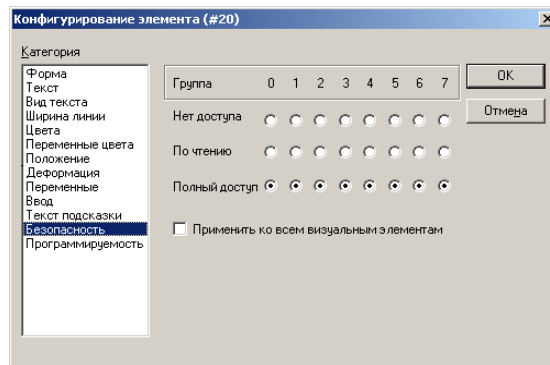 Конфигурирование элемента (#20)
Категория
Форма
Текст
Вид текста
Ширина линии
Цвета
Переменные цвета
Положение
Деформация
Переменные
Ввод
Текст подсказки
Безопасность
Программируемость
Группа 0 1 2 3 4 5 6 7
Нет доступа
По чтению
Полный доступ
Применить ко всем визуальным элементам
OK
Отмена